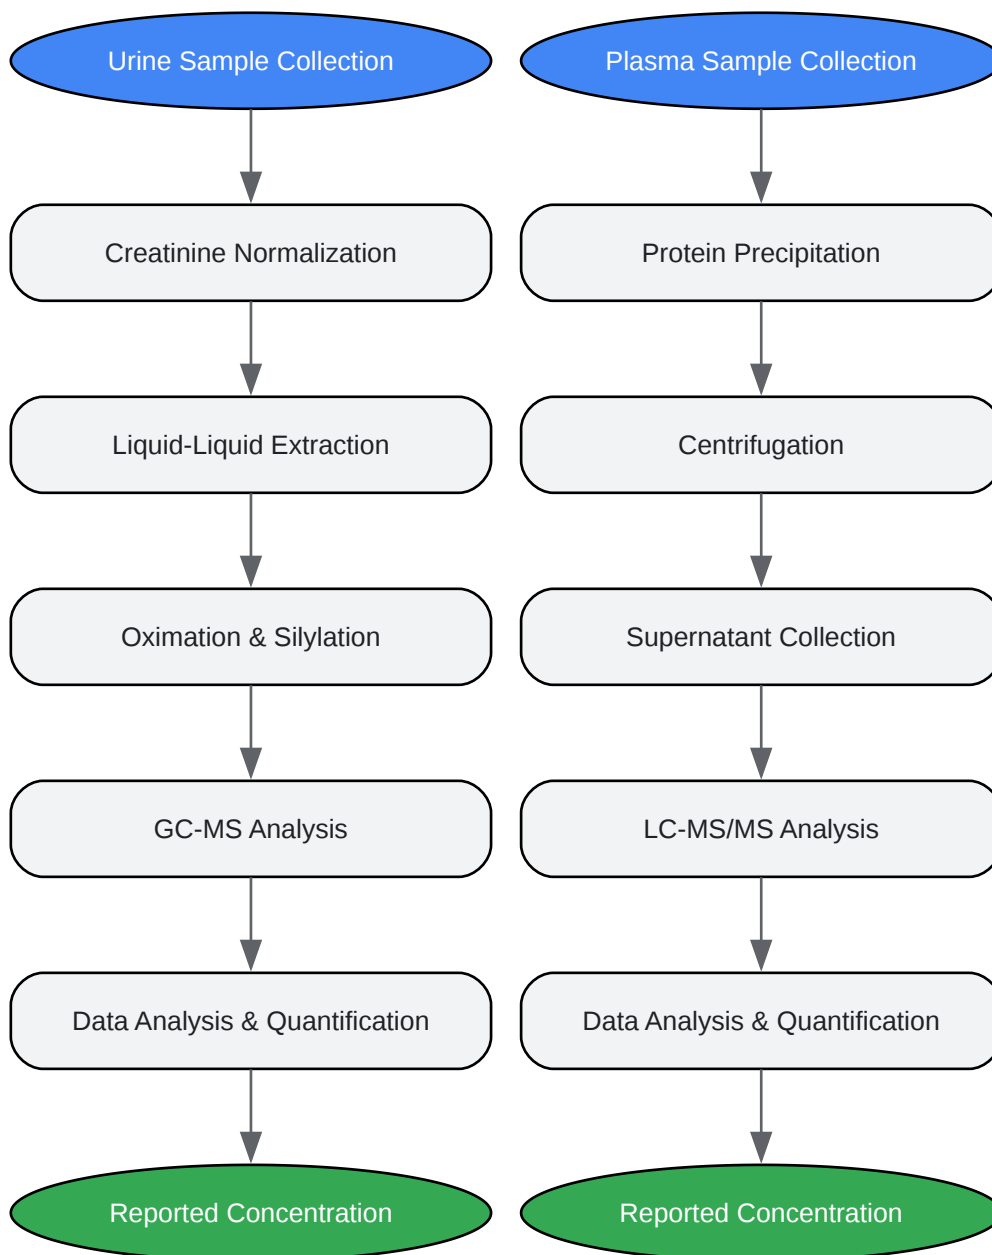 Urine Sample Collection
Creatinine Normalization
Liquid-Liquid Extraction
Oximation & Silylation
GC-MS Analysis
Data Analysis & Quantification
Reported Concentration
Plasma Sample Collection
Protein Precipitation
Centrifugation
Supernatant Collection
LC-MS/MS Analysis
Data Analysis & Quantification
Reported Concentration